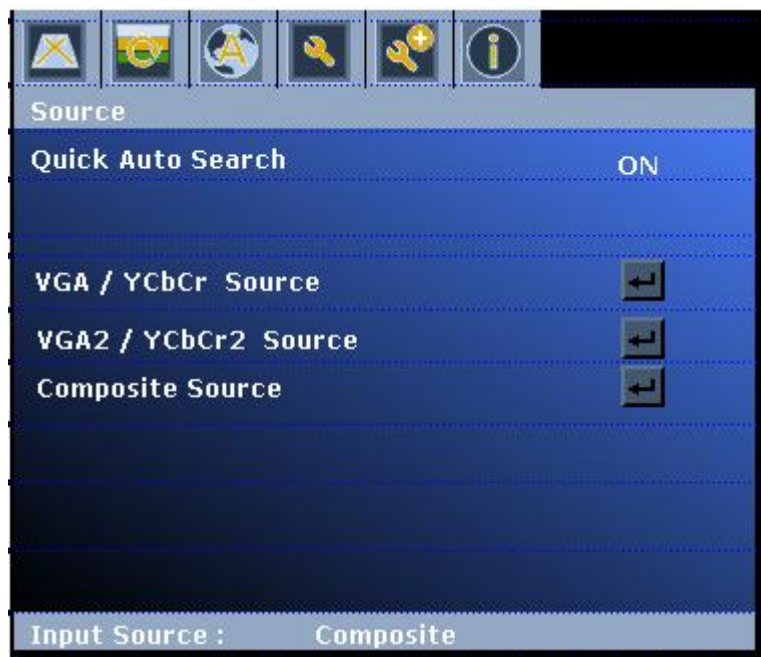 Source
Quick Auto Search ON
VGA / YCbCr Source
VGA2 / YCbCr2 Source
Composite Source
Input Source : Composite